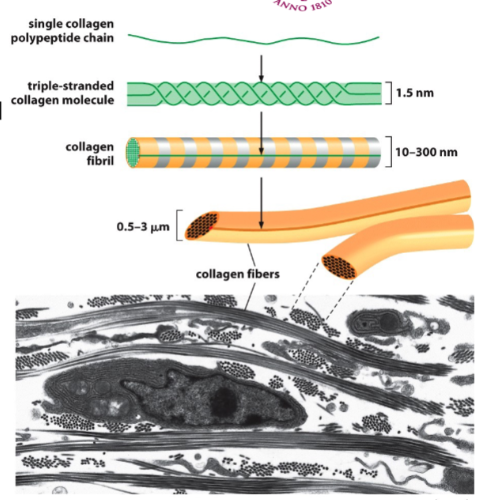 ANNO 1810
single collagen
polypeptide chain
triple-stranded
collagen molecule
1.5 nm
collagen
fibril
10–300 nm
0.5–3 μm
collagen fibers